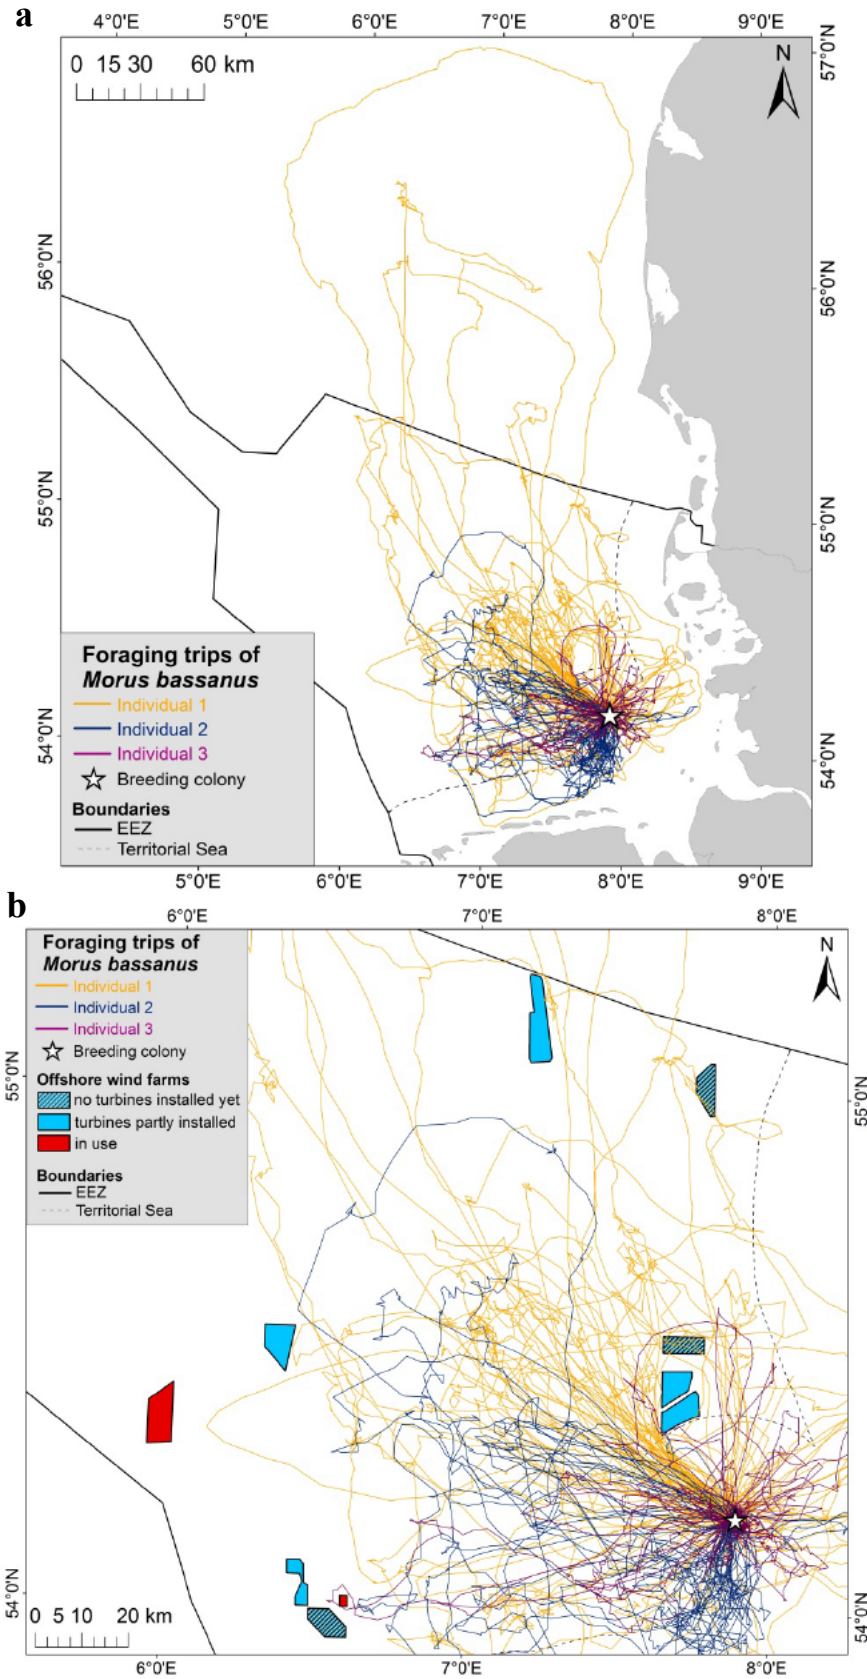 a
4°0'E 5°0'E 6°0'E 7°0'E 8°0'E 9°0'E
0 15 30 60 km
N
57°0'N
56°0'N
56°0'N
55°0'N
55°0'N
54°0'N
54°0'N
Foraging trips of
Morus bassanus
Individual 1
Individual 2
Individual 3
Breeding colony
Boundaries
EEZ
Territorial Sea
5°0'E 6°0'E 7°0'E 8°0'E 9°0'E
b
6°0'E 7°0'E 8°0'E
Foraging trips of
Morus bassanus
Individual 1
Individual 2
Individual 3
Breeding colony
Offshore wind farms
no turbines installed yet
turbines partly installed
in use
Boundaries
EEZ
Territorial Sea
N
55°0'N
55°0'N
54°0'N
54°0'N
0 5 10 20 km
6°0'E 7°0'E 8°0'E